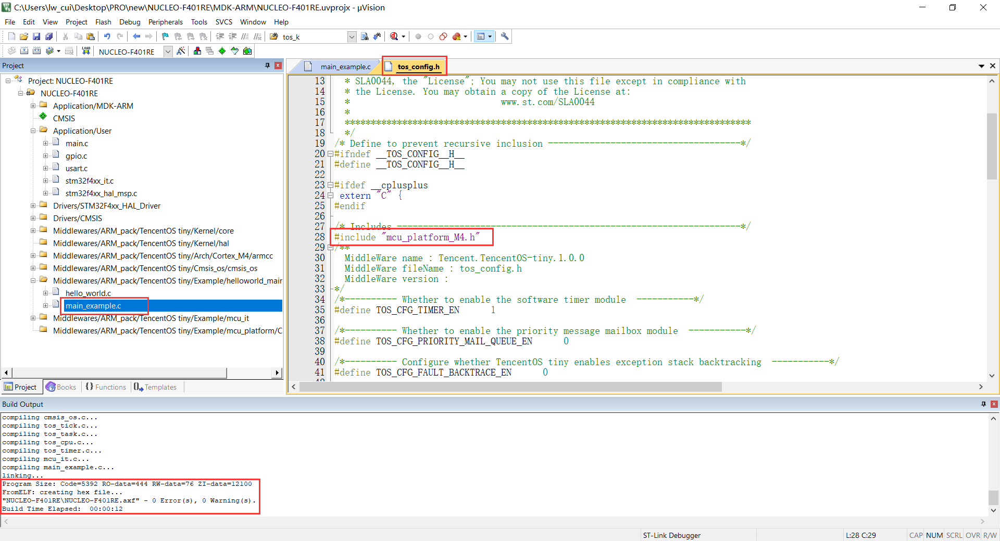 C:\Users\lw_cui\Desktop\PRO\new\NUCLEO-F401RE\MDK-ARM\NUCLEO-F401RE.uvprojx - µVision
File Edit View Project Flash Debug Peripherals Tools SVCS Window Help
tos_k
LOAD
NUCLEO-F401RE
Project
Project: NUCLEO-F401RE
NUCLEO-F401RE
Application/MDK-ARM
CMSIS
Application/User
main.c
gpio.c
usart.c
stm32f4xx_it.c
stm32f4xx_hal_msp.c
Drivers/STM32F4xx_HAL_Driver
Drivers/CMSIS
Middlewares/ARM_pack/TencentOS tiny/Kernel/core
Middlewares/ARM_pack/TencentOS tiny/Kernel/hal
Middlewares/ARM_pack/TencentOS tiny/Arch/Cortex_M4/armcc
Middlewares/ARM_pack/TencentOS tiny/Cmsis_os/cmsis_os
Middlewares/ARM_pack/TencentOS tiny/Example/helloworld_mair
hello_world.c
main_example.c
Middlewares/ARM_pack/TencentOS tiny/Example/mcu_it
Middlewares/ARM_pack/TencentOS tiny/Example/mcu_platform/C
Project Books {} Functions Templates
main_example.c tos_config.h
13 * SLA0044, the "License"; You may not use this file except in compliance with
14 * the License. You may obtain a copy of the License at:
15 * www.st.com/SLA0044
16 *
17 ******************************************************************************
18 */
19 /* Define to prevent recursive inclusion -------------------------------------*/
20 #ifndef __TOS_CONFIG__H__
21 #define __TOS_CONFIG__H__
22
23 #ifdef __cplusplus
24 extern "C" {
25 #endif
26
27 /* Includes ------------------------------------------------------------------*/
28 #include "mcu_platform_M4.h"
29 /**
30 MiddleWare name : Tencent.TencentOS-tiny.1.0.0
31 MiddleWare fileName : tos_config.h
32 MiddleWare version :
33 */
34 /*---------- Whether to enable the software timer module -----------*/
35 #define TOS_CFG_TIMER_EN 1
36
37 /*---------- Whether to enable the priority message mailbox module -----------*/
38 #define TOS_CFG_PRIORITY_MAIL_QUEUE_EN 0
39
40 /*---------- Configure whether TencentOS tiny enables exception stack backtracking -----------*/
41 #define TOS_CFG_FAULT_BACKTRACE_EN 0
Build Output
compiling cmsis_os.c...
compiling tos_tick.c...
compiling tos_task.c...
compiling tos_cpu.c...
compiling tos_timer.c...
compiling mcu_it.c...
compiling main_example.c...
linking...
Program Size: Code=5392 RO-data=444 RW-data=76 ZI-data=12100
FromELF: creating hex file...
"NUCLEO-F401RE\NUCLEO-F401RE.axf" - 0 Error(s), 0 Warning(s).
Build Time Elapsed: 00:00:12
ST-Link Debugger L:28 C:29 CAP NUM SCRL OVR R/W